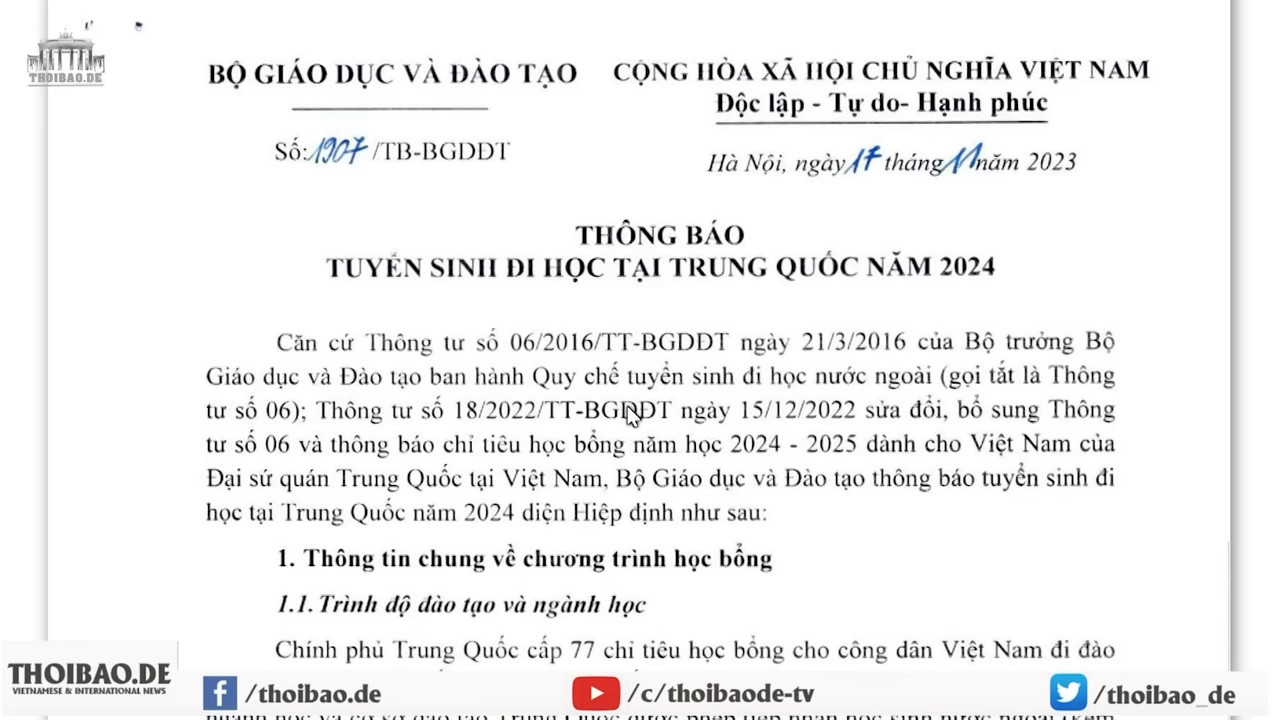 THOIBAO.DE
BỘ GIÁO DỤC VÀ ĐÀO TẠO
CỘNG HÒA XÃ HỘI CHỦ NGHĨA VIỆT NAM
Độc lập - Tự do- Hạnh phúc
Số: 1907 /TB-BGDĐT
Hà Nội, ngày 17 tháng 11 năm 2023
THÔNG BÁO
TUYỂN SINH ĐI HỌC TẠI TRUNG QUỐC NĂM 2024
Căn cứ Thông tư số 06/2016/TT-BGDĐT ngày 21/3/2016 của Bộ trưởng Bộ
Giáo dục và Đào tạo ban hành Quy chế tuyển sinh đi học nước ngoài (gọi tắt là Thông
tư số 06); Thông tư số 18/2022/TT-BGDĐT ngày 15/12/2022 sửa đổi, bổ sung Thông
tư số 06 và thông báo chỉ tiêu học bổng năm học 2024 - 2025 dành cho Việt Nam của
Đại sứ quán Trung Quốc tại Việt Nam, Bộ Giáo dục và Đào tạo thông báo tuyển sinh đi
học tại Trung Quốc năm 2024 diện Hiệp định như sau:
1. Thông tin chung về chương trình học bổng
1.1. Trình độ đào tạo và ngành học
Chính phủ Trung Quốc cấp 77 chỉ tiêu học bổng cho công dân Việt Nam đi đào
THOIBAO.DE
VIETNAMESE & INTERNATIONAL NEWS
/thoibao.de
/c/thoibaode-tv
/thoibao_de